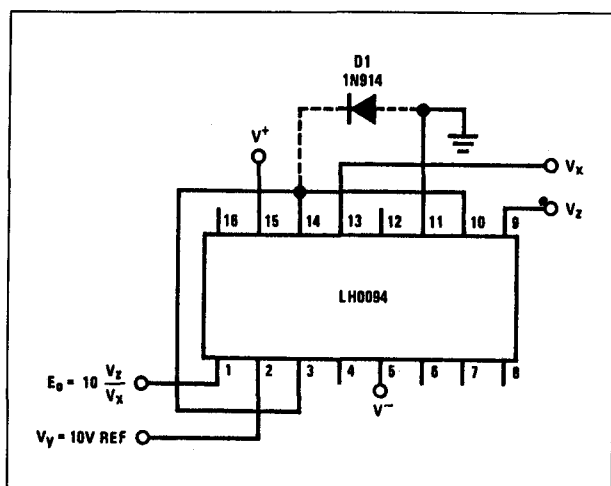 D1
1N914
V+
Vx
Vz
16 15 14 13 12 11 10 9
LH0094
1 2 3 4 5 6 7 8
E₀ = 10 Vz/Vx
V−
Vy = 10V REF